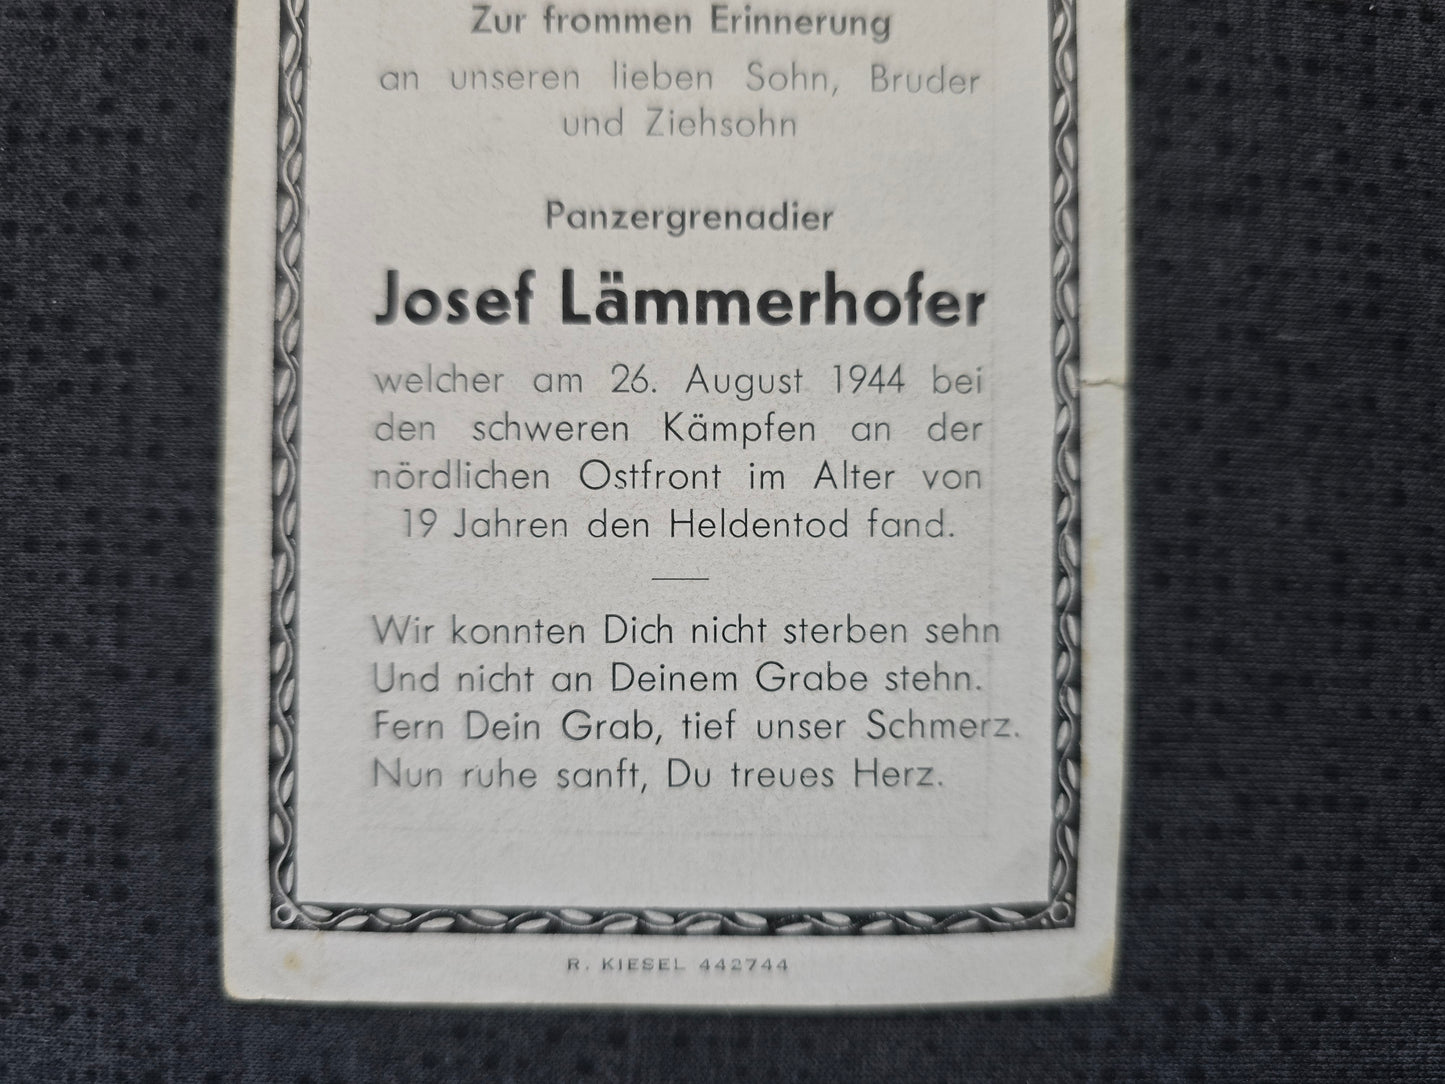 Zur frommen Erinnerung
an unseren lieben Sohn, Bruder
und Ziehsohn
Panzergrenadier
Josef Lämmerhofer
welcher am 26. August 1944 bei
den schweren Kämpfen an der
nördlichen Ostfront im Alter von
19 Jahren den Heldentod fand.
Wir konnten Dich nicht sterben sehn
Und nicht an Deinem Grabe stehn.
Fern Dein Grab, tief unser Schmerz.
Nun ruhe sanft, Du treues Herz.
R. KIESEL 442744